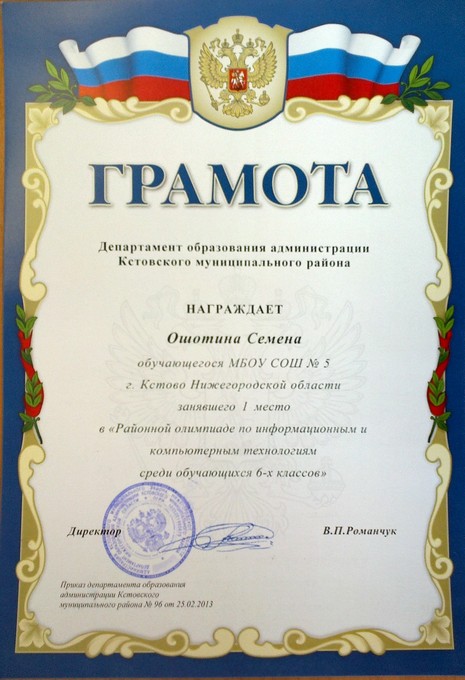 ГРАМОТА
Департамент образования администрации
Кстовского муниципального района
НАГРАЖДАЕТ
Ошотина Семена
обучающегося МБОУ СОШ № 5
г. Кстово Нижегородской области
занявшего 1 место
в «Районной олимпиаде по информационным и
компьютерным технологиям
среди обучающихся 6-х классов»
Директор В.П.Романчук
Приказ департамента образования
администрации Кстовского
муниципального района № 96 от 25.02.2013